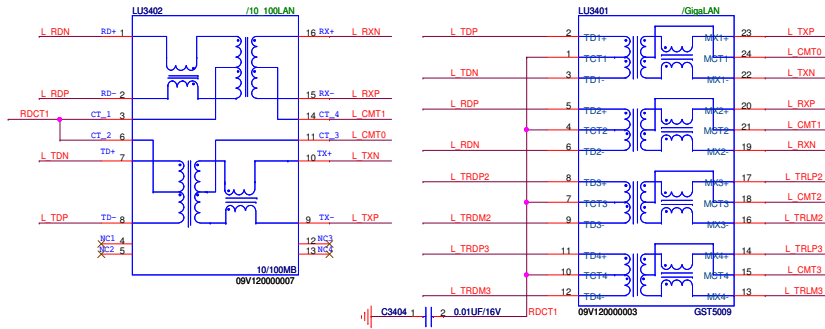 LU3402 /10_100LAN
L_RDN RD+ 1 16 RX+ L_RXN
L_RDP RD- 2 15 RX- L_RXP
RDCT1 3 CT_1 CT_4 14 L_CMT1
CT_2 6 11 CT_3 L_CMT0
L_TDN TD+ 7 10 TX+ L_TXN
L_TDP TD- 8 9 TX- L_TXP
NC1 4 12 NC3
NC2 5 13 NC4
10/100MB
09V120000007
LU3401 /GigaLAN
L_TDP 2 TD1+ MX1+ 23 L_TXP
1 TCT1 MCT1 24 L_CMT0
L_TDN 3 TD1- MX1- 22 L_TXN
L_RDP 5 TD2+ MX2+ 20 L_RXP
4 TCT2 MCT2 21 L_CMT1
L_RDN 6 TD2- MX2- 19 L_RXN
L_TRDP2 8 TD3+ MX3+ 17 L_TRLP2
7 TCT3 MCT3 18 L_CMT2
L_TRDM2 9 TD3- MX3- 16 L_TRLM2
L_TRDP3 11 TD4+ MX4+ 14 L_TRLP3
10 TCT4 MCT4 15 L_CMT3
L_TRDM3 12 TD4- MX4- 13 L_TRLM3
C3404 1 2 0.01UF/16V RDCT1
09V120000003 GST5009